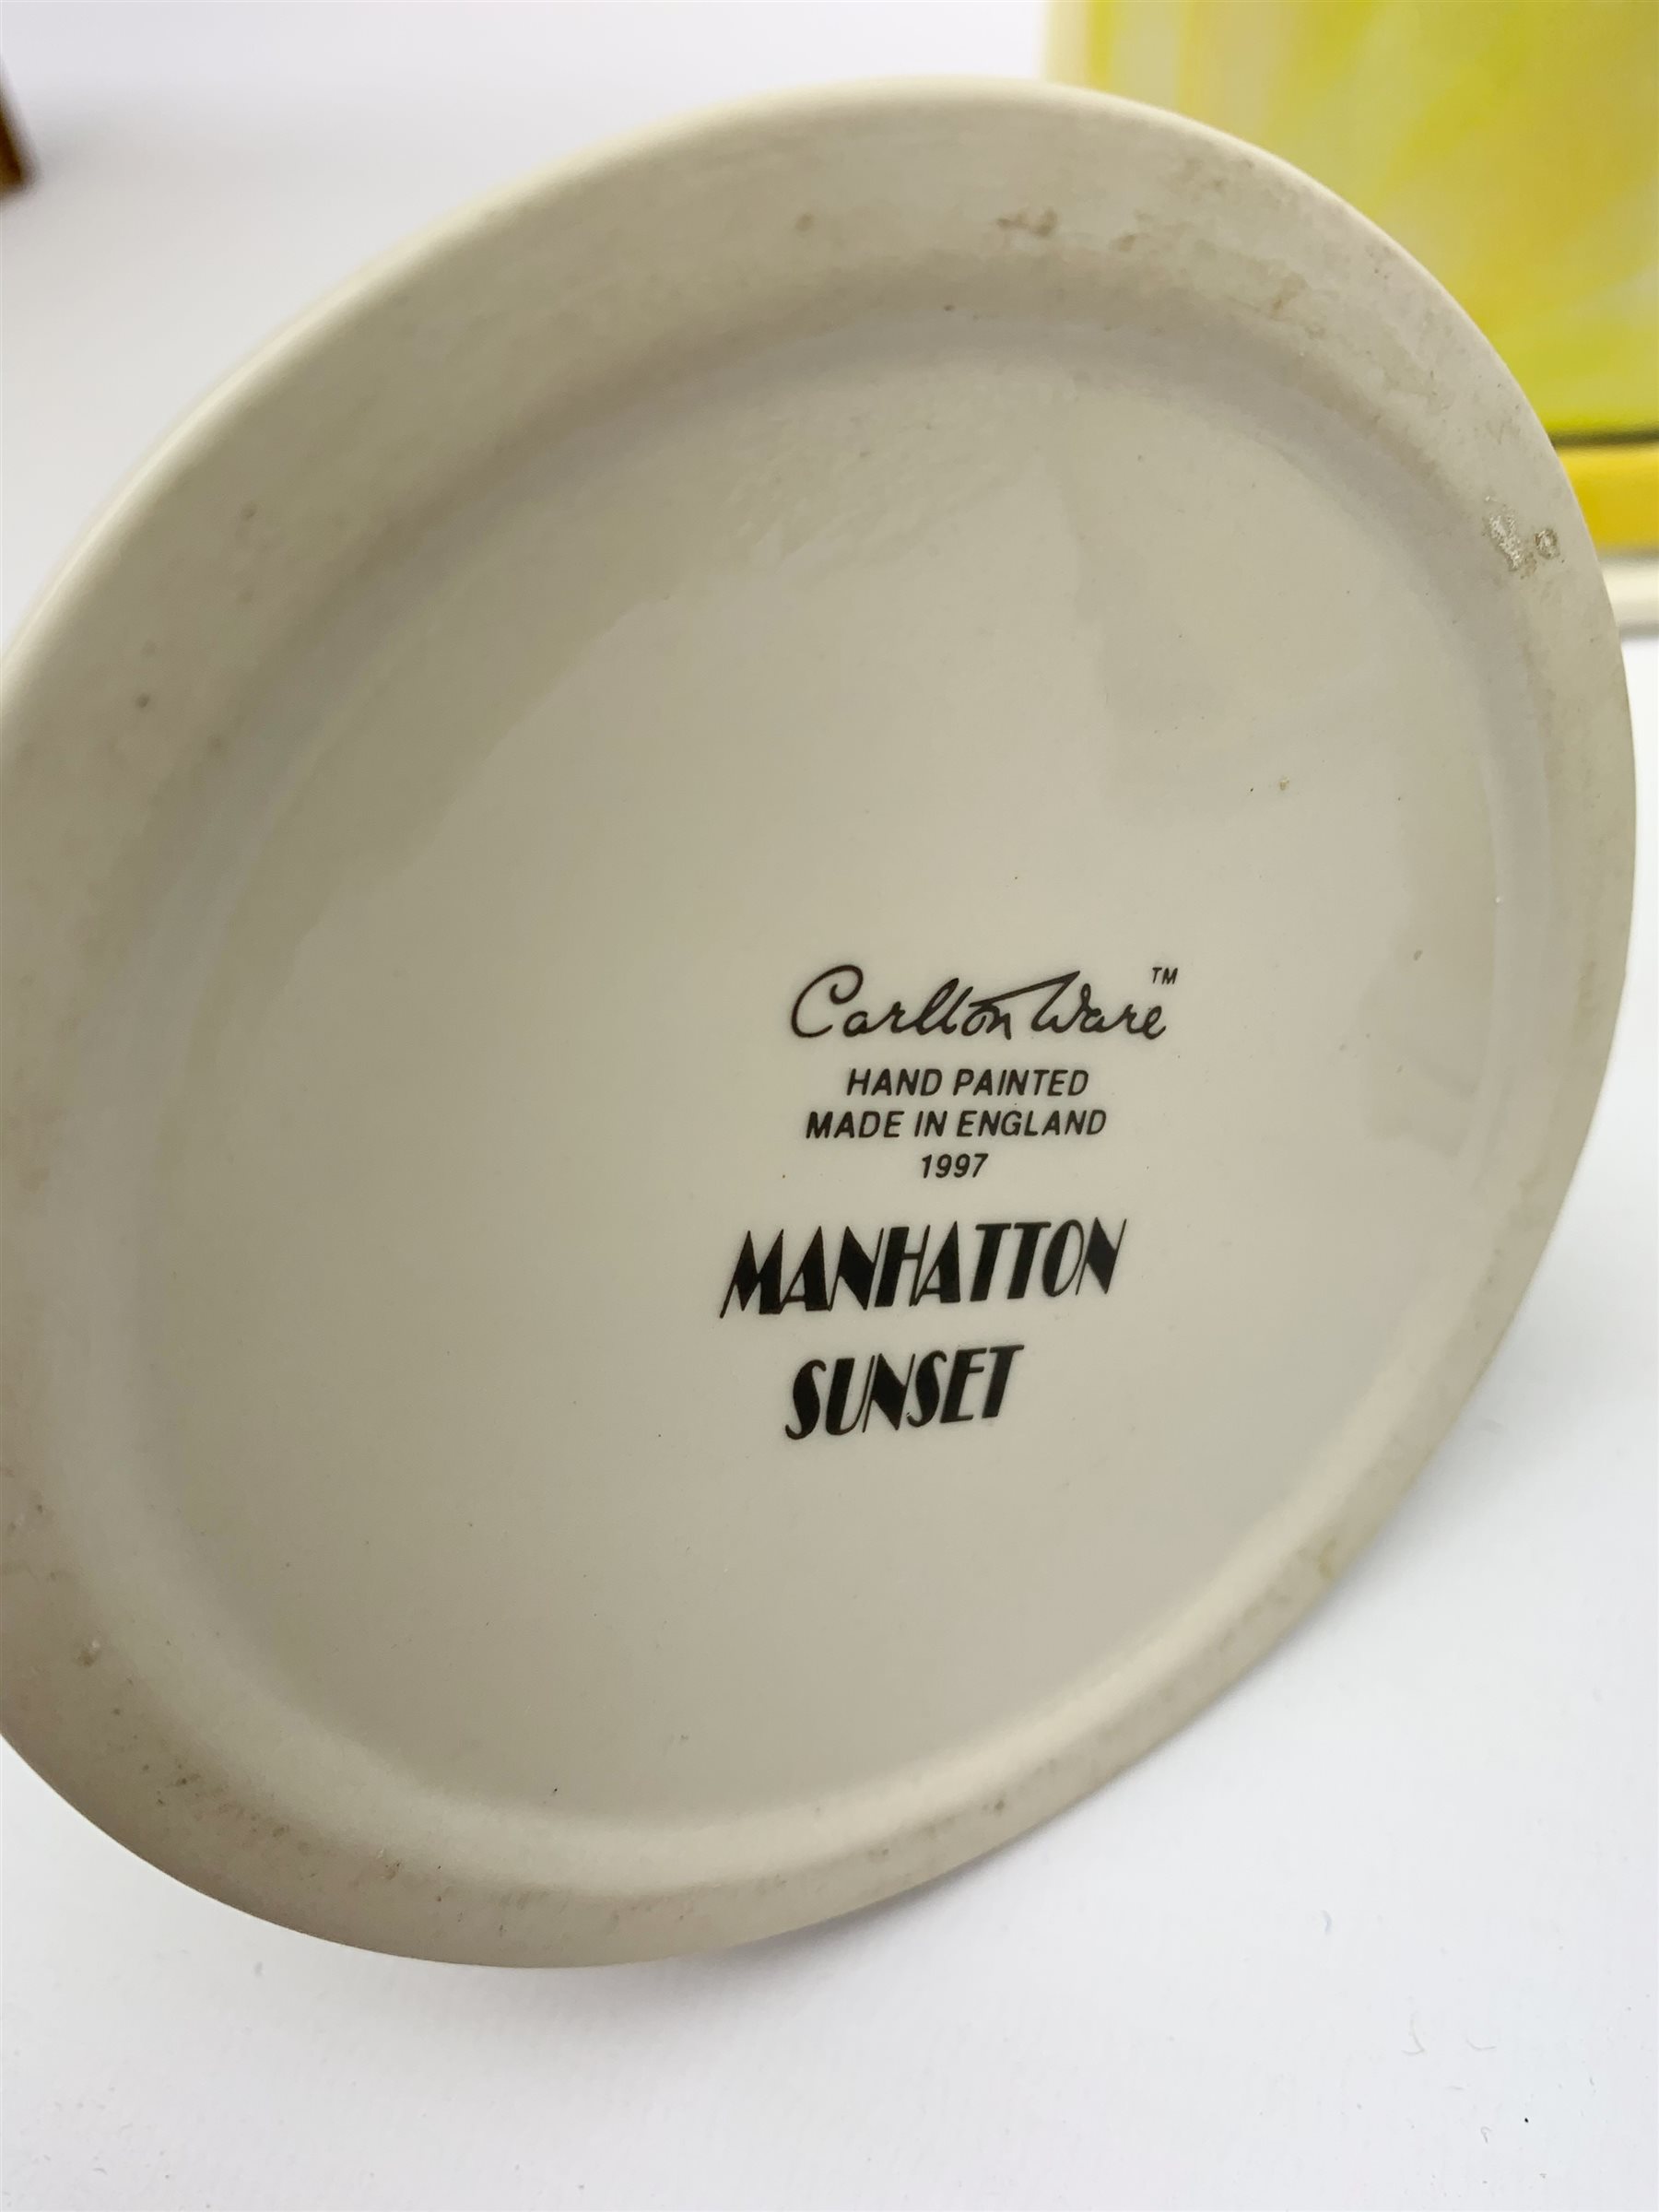 Carlton Ware™
HAND PAINTED
MADE IN ENGLAND
1997
MANHATTON
SUNSET